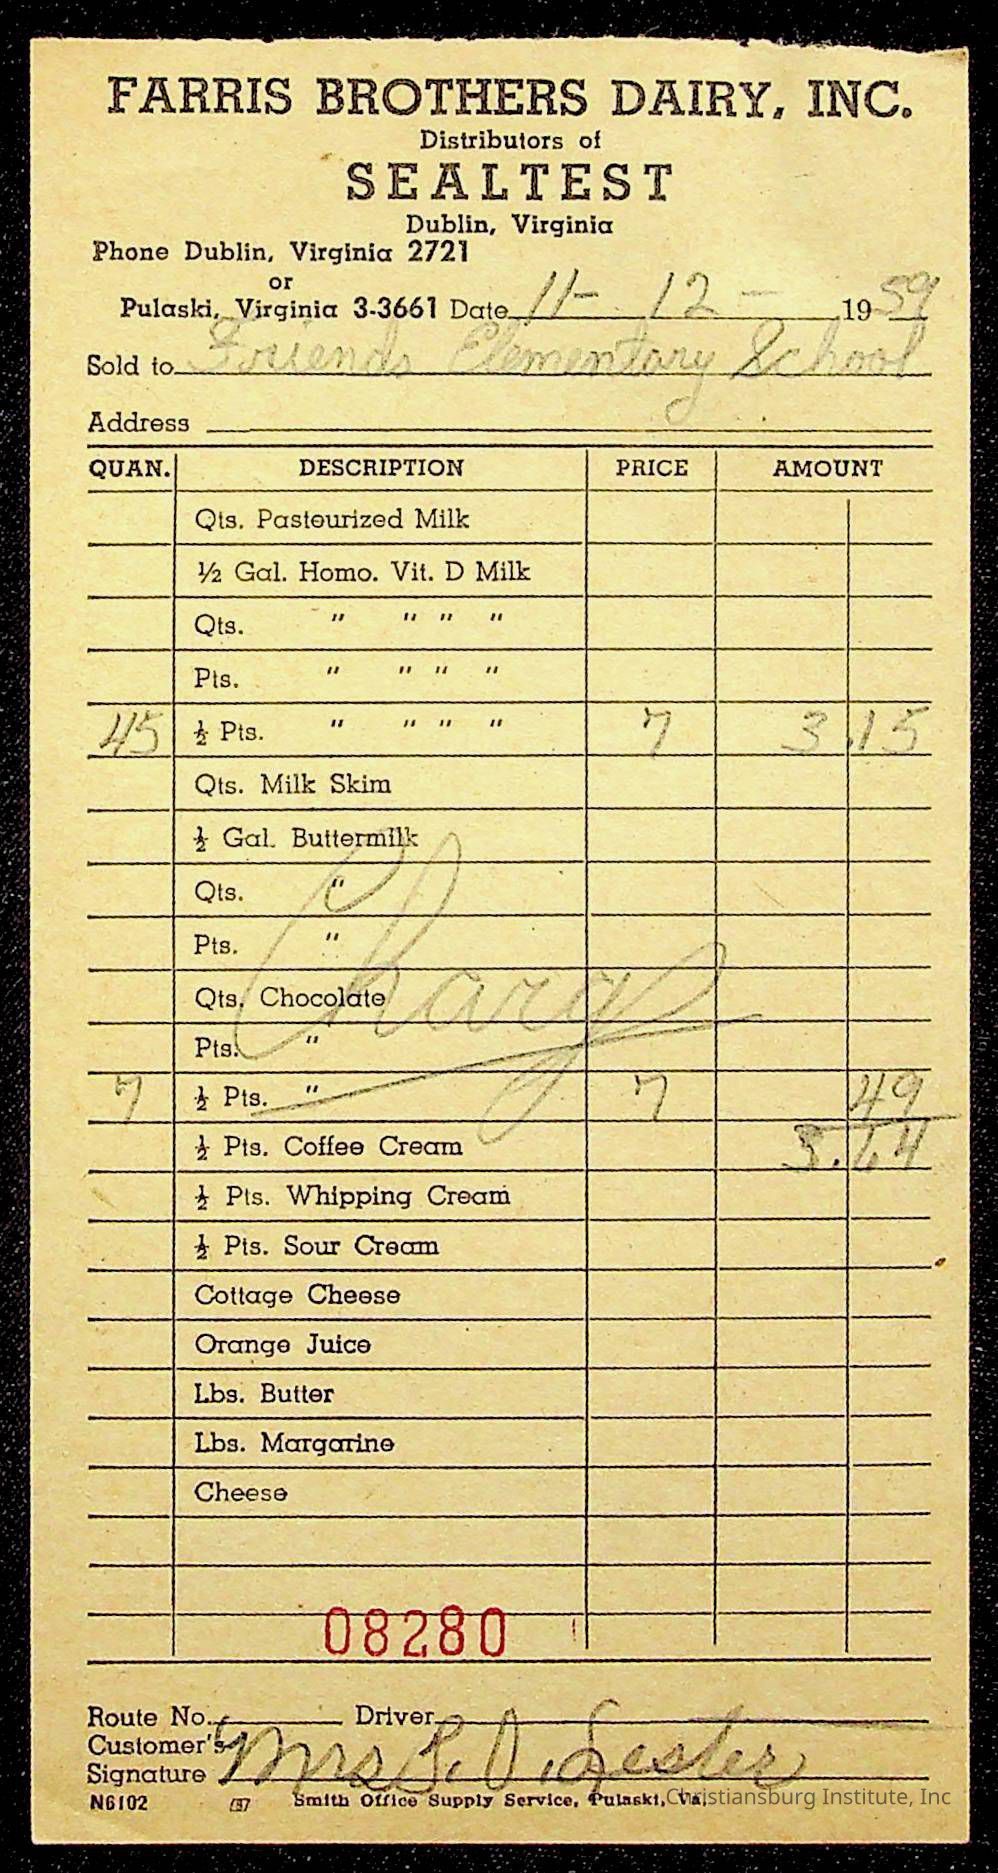 FARRIS BROTHERS DAIRY, INC.
Distributors of
SEALTEST
Dublin, Virginia
Phone Dublin, Virginia 2721
or
Pulaski, Virginia 3-3661 Date 11- 12 - 19 59
Sold to Friends Elementary School
Address
QUAN. DESCRIPTION PRICE AMOUNT
Qts. Pasteurized Milk
½ Gal. Homo. Vit. D Milk
Qts. " " " "
Pts. " " " "
45 ½ Pts. " " " " 7 3.15
Qts. Milk Skim
½ Gal. Buttermilk
Qts. "
Pts. "
Charge
Qts. Chocolate
Pts. "
7 ½ Pts. " 7 49
½ Pts. Coffee Cream 3.64
½ Pts. Whipping Cream
½ Pts. Sour Cream
Cottage Cheese
Orange Juice
Lbs. Butter
Lbs. Margarine
Cheese
08280
Route No. Driver
Customer's
Signature Mrs S. D. Lester
N6102 Smith Office Supply Service, Pulaski, Va.
Christiansburg Institute, Inc